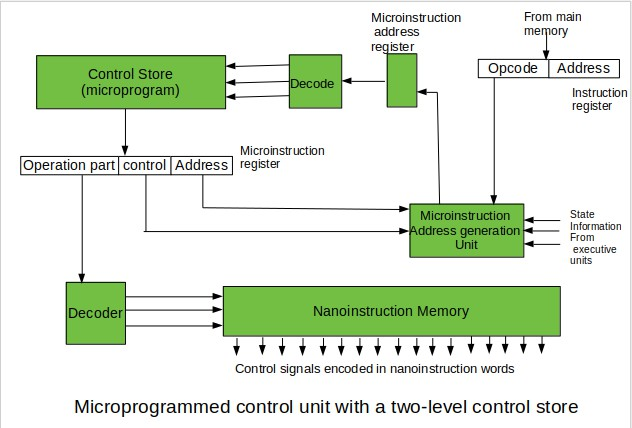 Microinstruction
address
register
From main
memory
Control Store
(microprogram)
Decode
Opcode
Address
Instruction
register
Microinstruction
register
Operation part
control
Address
Microinstruction
Address generation
Unit
State
Information
From
executive
units
Decoder
Nanoinstruction Memory
Control signals encoded in nanoinstruction words
Microprogrammed control unit with a two-level control store